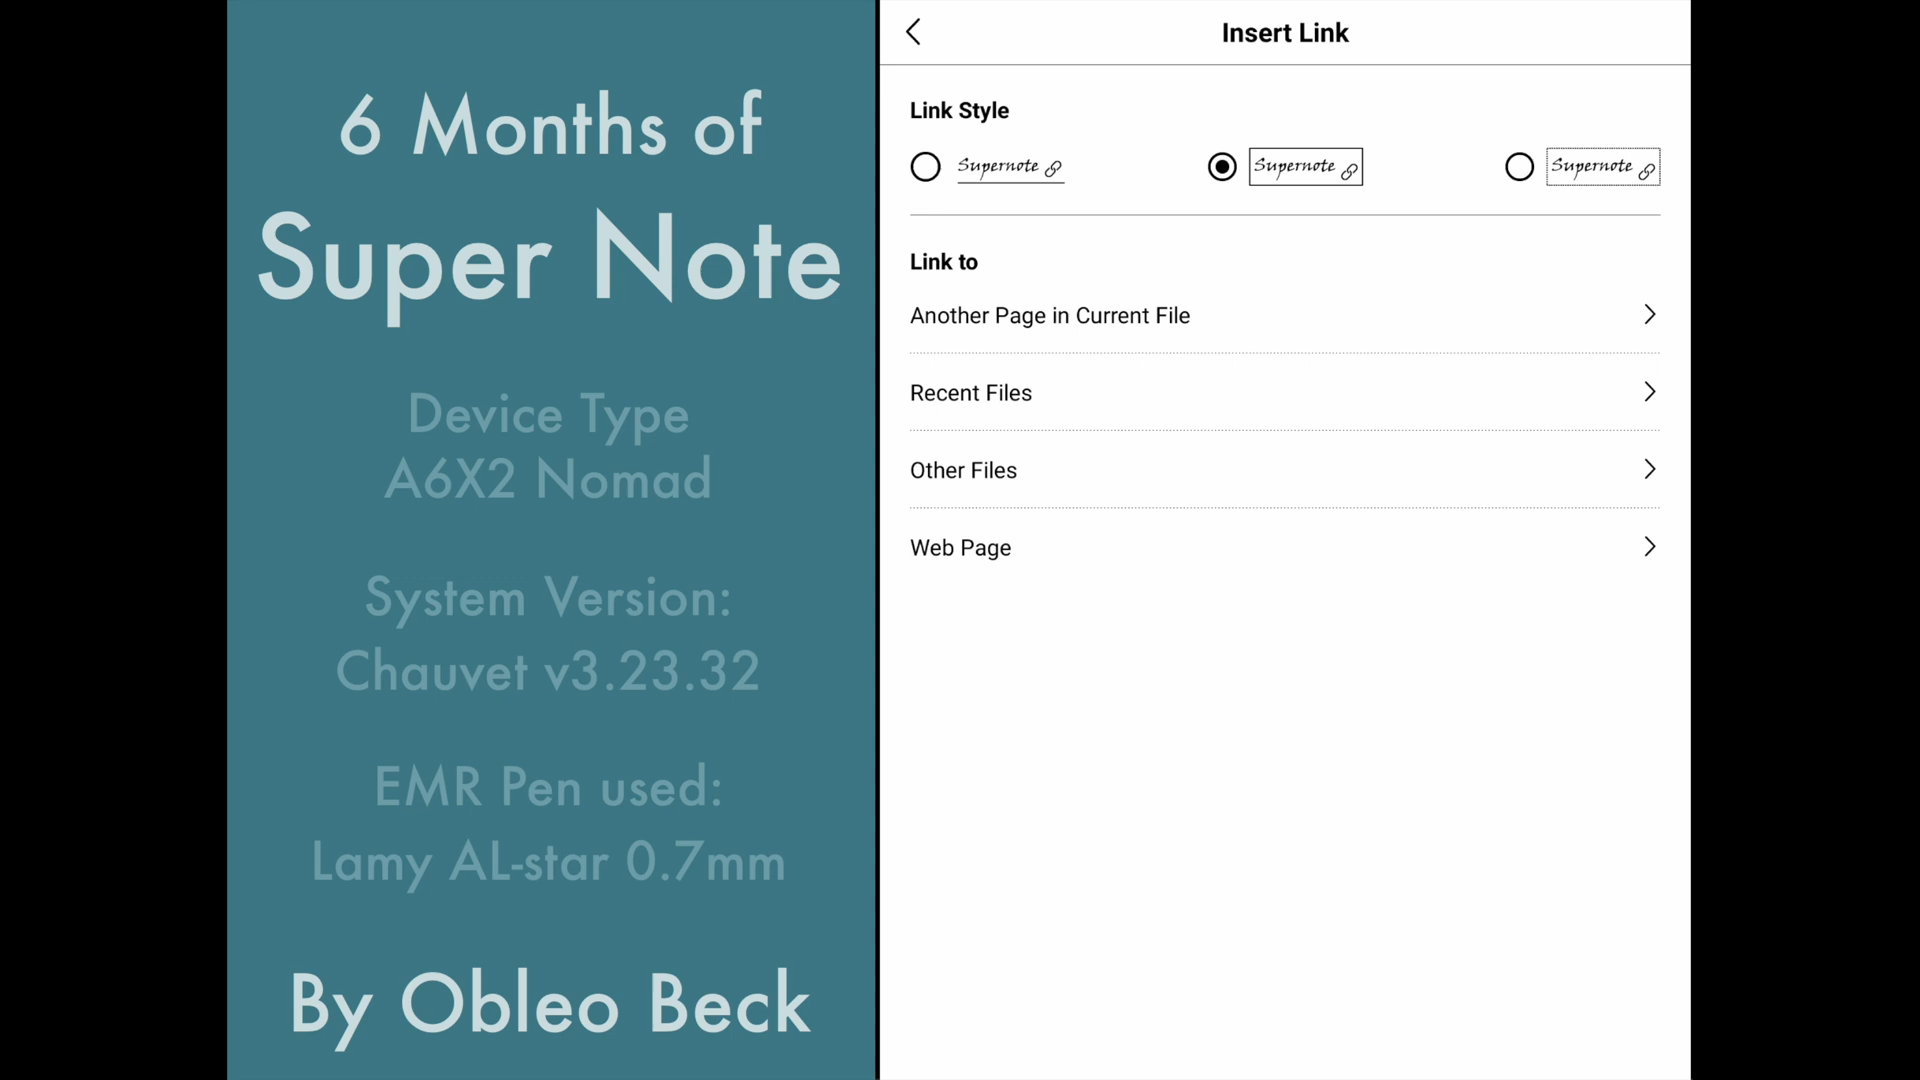 6 Months of
Super Note
Device Type
A6X2 Nomad
System Version:
Chauvet v3.23.32
EMR Pen used:
Lamy AL-star 0.7mm
By Obleo Beck
Insert Link
Link Style
Supernote Supernote Supernote
Link to
Another Page in Current File
Recent Files
Other Files
Web Page